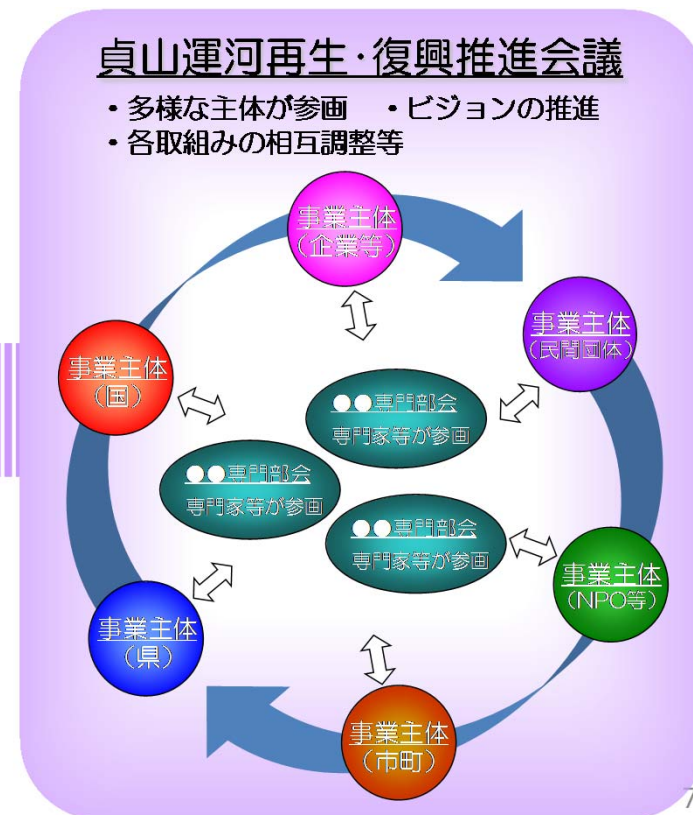 貞山運河再生・復興推進会議
・多様な主体が参画　・ビジョンの推進
・各取組みの相互調整等
事業主体
(企業等)
事業主体
(民間団体)
事業主体
(国)
●●専門部会
専門家等が参画
●●専門部会
専門家等が参画
●●専門部会
専門家等が参画
事業主体
(NPO等)
事業主体
(県)
事業主体
(市町)
7